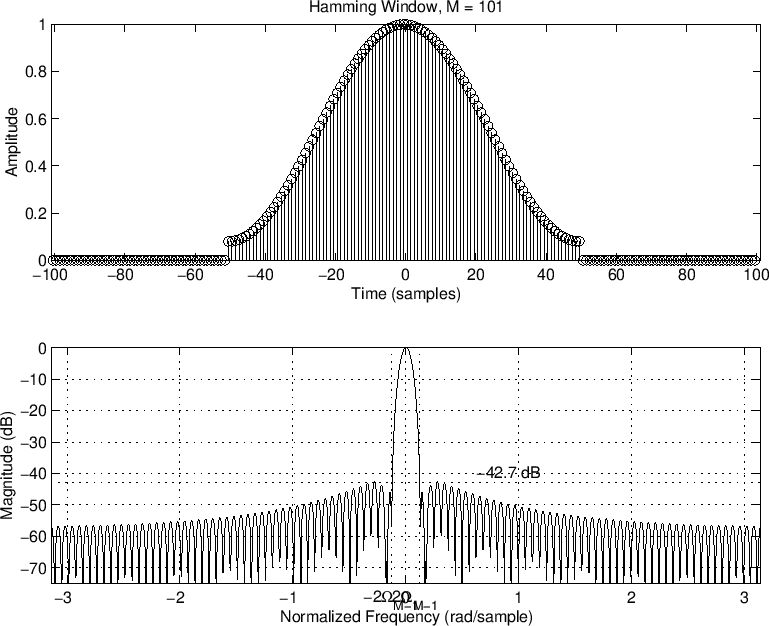 Hamming Window, M = 101
1
0.8
0.6
0.4
0.2
0
Amplitude
−100 −80 −60 −40 −20 0 20 40 60 80 100
Time (samples)
0
−10
−20
−30
−40
−50
−60
−70
Magnitude (dB)
−42.7 dB
−3 −2 −1 0 1 2 3
Normalized Frequency (rad/sample)